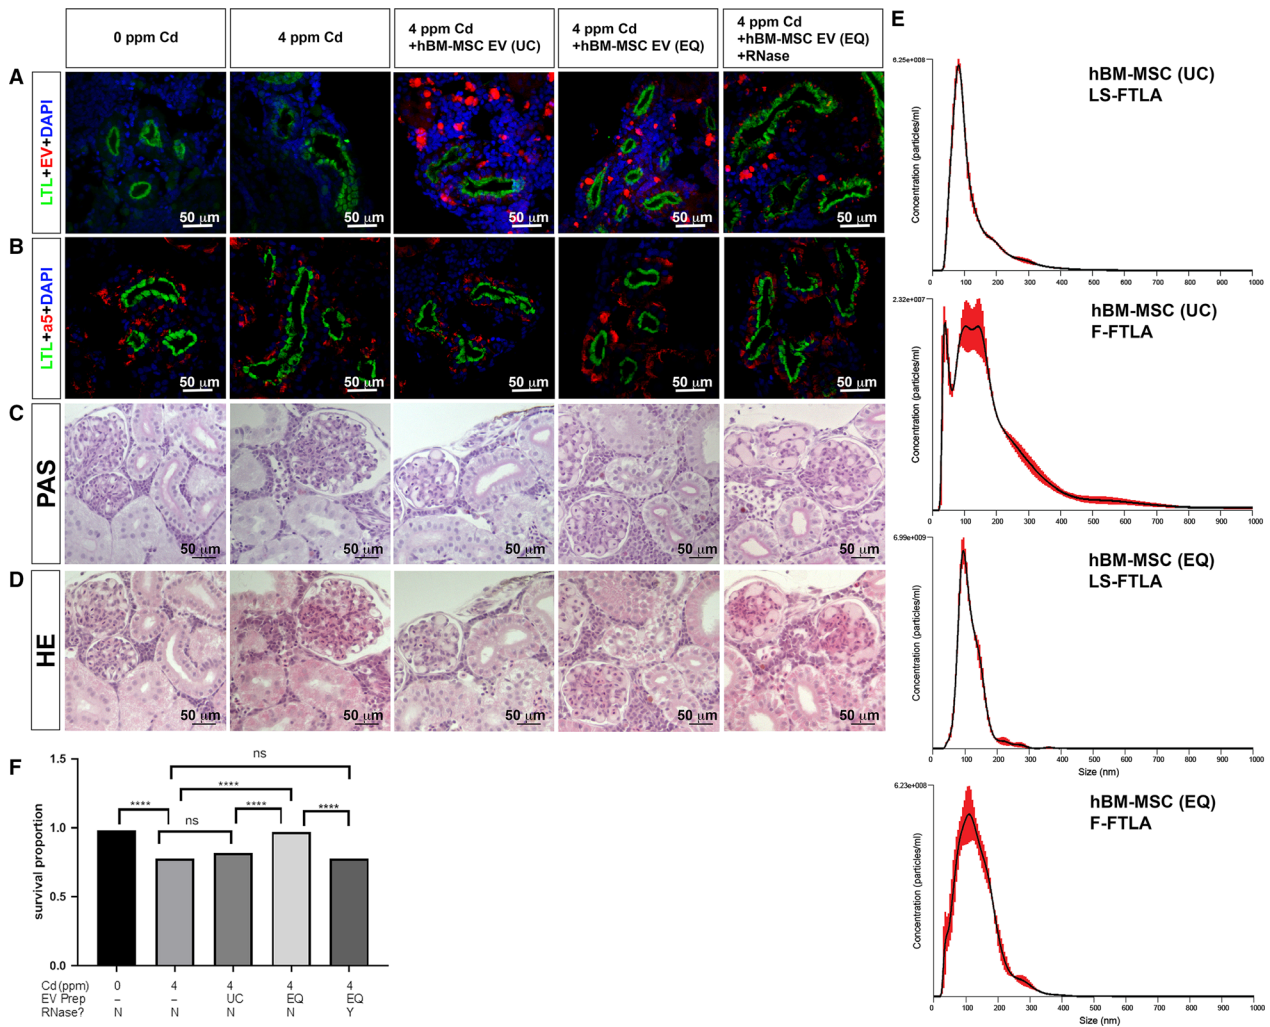 0 ppm Cd
4 ppm Cd
4 ppm Cd
+hBM-MSC EV (UC)
4 ppm Cd
+hBM-MSC EV (EQ)
4 ppm Cd
+hBM-MSC EV (EQ)
+RNase
A
LTL+EV+DAPI
50 μm
50 μm
50 μm
50 μm
50 μm
B
LTL+a5+DAPI
50 μm
50 μm
50 μm
50 μm
50 μm
C
PAS
50 μm
50 μm
50 μm
50 μm
50 μm
D
HE
50 μm
50 μm
50 μm
50 μm
50 μm
E
hBM-MSC (UC)
LS-FTLA
6.25e+008
Concentration (particles/ml)
0 100 200 300 400 500 600 700 800 900 1000
hBM-MSC (UC)
F-FTLA
2.32e+007
Concentration (particles/ml)
0 100 200 300 400 500 600 700 800 900 1000
hBM-MSC (EQ)
LS-FTLA
6.99e+009
Concentration (particles/ml)
0 100 200 300 400 500 600 700 800 900 1000
Size (nm)
hBM-MSC (EQ)
F-FTLA
6.23e+008
Concentration (particles/ml)
0 100 200 300 400 500 600 700 800 900 1000
Size (nm)
F
survival proportion
1.5
1.0
0.5
0.0
ns
****
**** ns **** ****
Cd (ppm) 0 4 4 4 4
EV Prep – – UC EQ EQ
RNase? N N N N Y